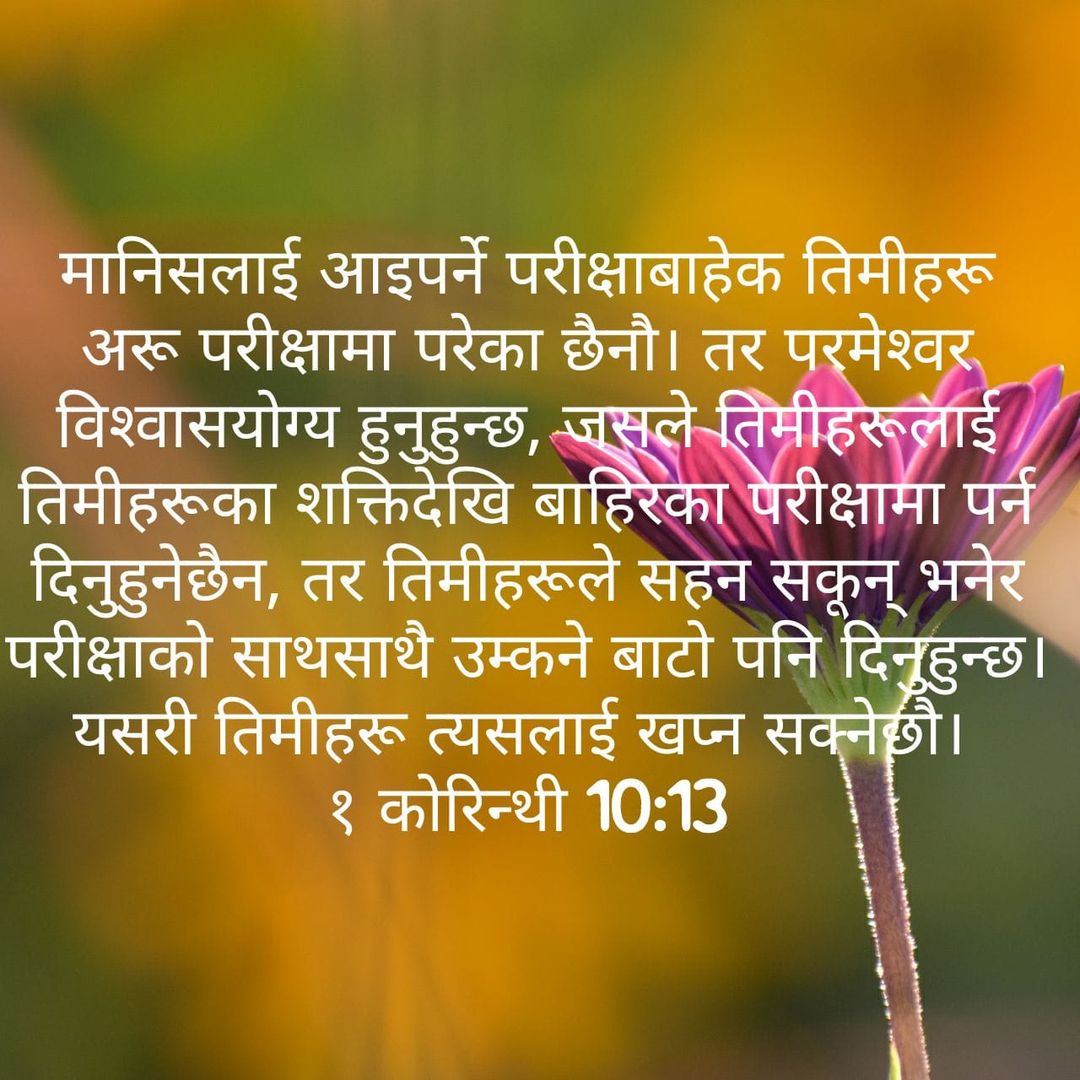 मानिसलाई आइपर्ने परीक्षाबाहेक तिमीहरू
अरू परीक्षामा परेका छैनौ। तर परमेश्वर
विश्वासयोग्य हुनुहुन्छ, जसले तिमीहरूलाई
तिमीहरूका शक्तिदेखि बाहिरका परीक्षामा पर्न
दिनुहुनेछैन, तर तिमीहरूले सहन सकून् भनेर
परीक्षाको साथसाथै उम्कने बाटो पनि दिनुहुन्छ।
यसरी तिमीहरू त्यसलाई खप्न सक्नेछौ।
१ कोरिन्थी 10:13